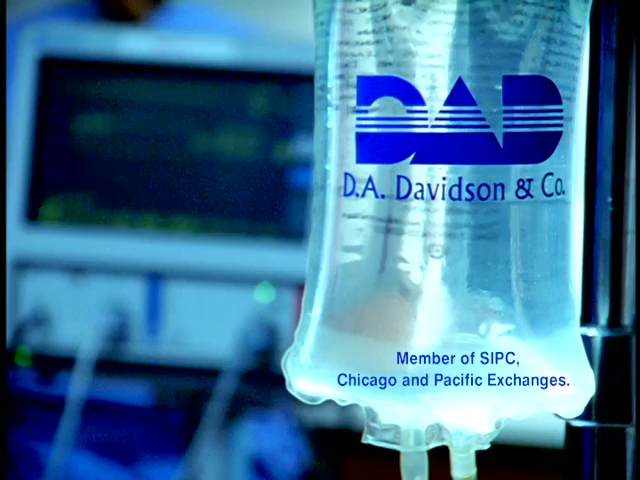 DAD
D.A. Davidson & Co.
Member of SIPC,
Chicago and Pacific Exchanges.